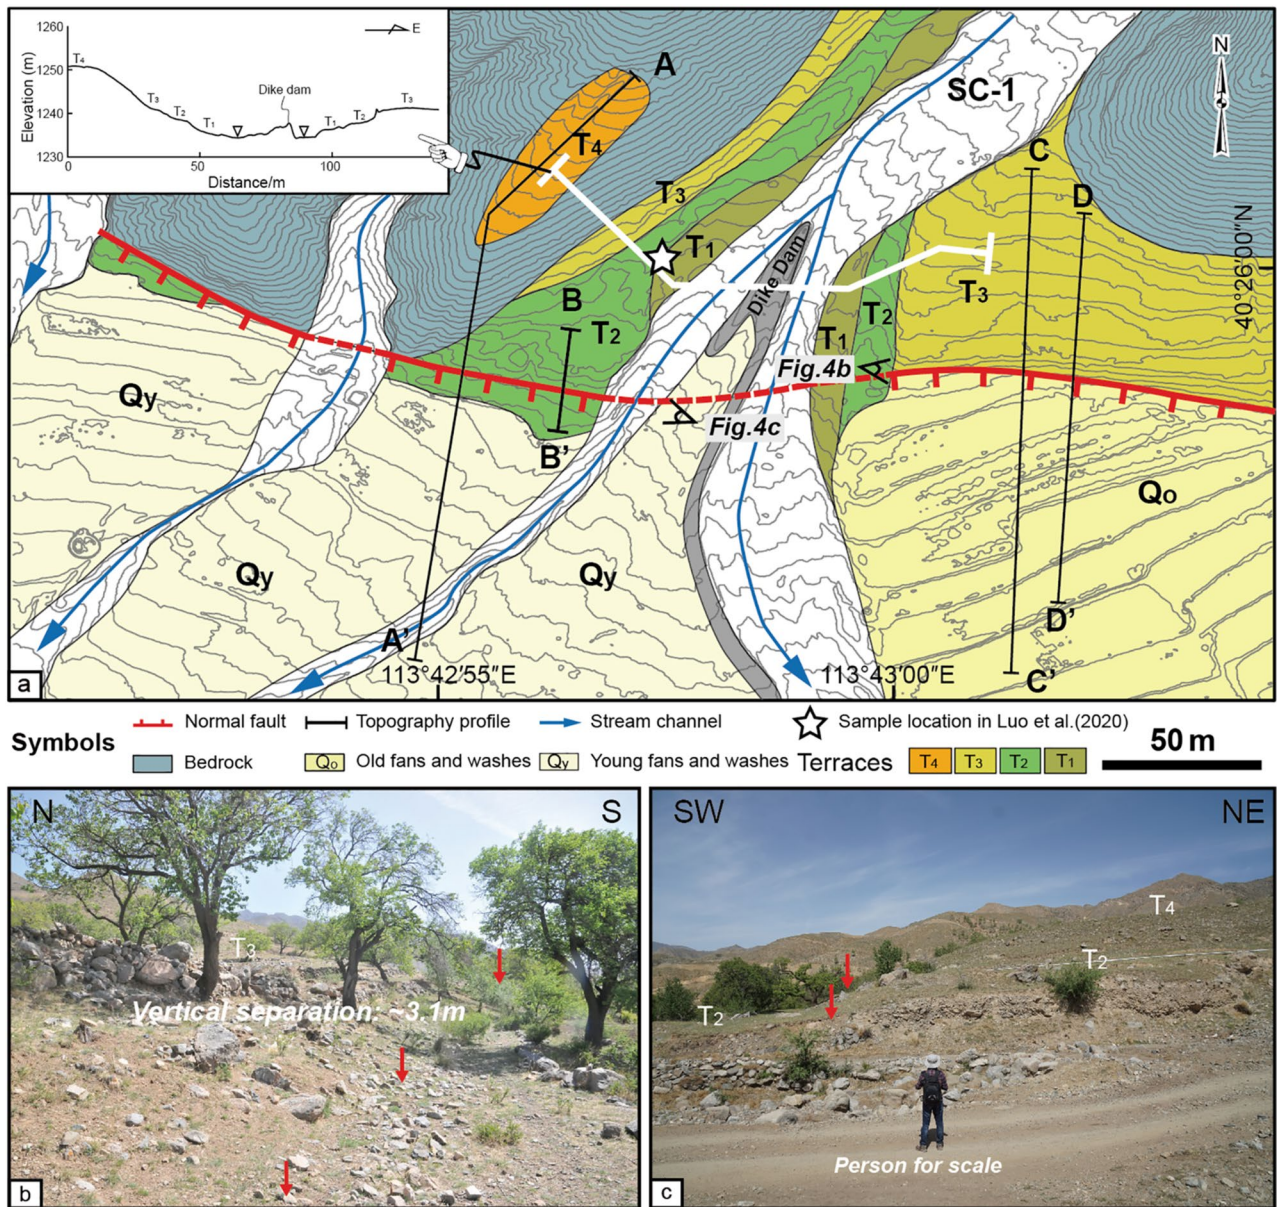 1260
E
T4
1250
Elevation (m)
Dike dam
T3
T3
T2
1240
T1
T1
T2
1230
0
50
100
Distance/m
A
SC-1
N
T4
C
T3
D
T1
40°26′00″N
B
Dike Dam
T3
T2
T2
T1
Fig.4b
Qy
Fig.4c
B’
Qo
Qy
Qy
D’
A’
113°42′55″E
113°43′00″E
C’
a
Symbols
Normal fault
Topography profile
Stream channel
Sample location in Luo et al.(2020)
Bedrock
Qo Old fans and washes
Qy Young fans and washes
Terraces
T4
T3
T2
T1
50 m
N
S
T3
Vertical separation: ~3.1m
b
SW
NE
T4
T2
T2
Person for scale
c